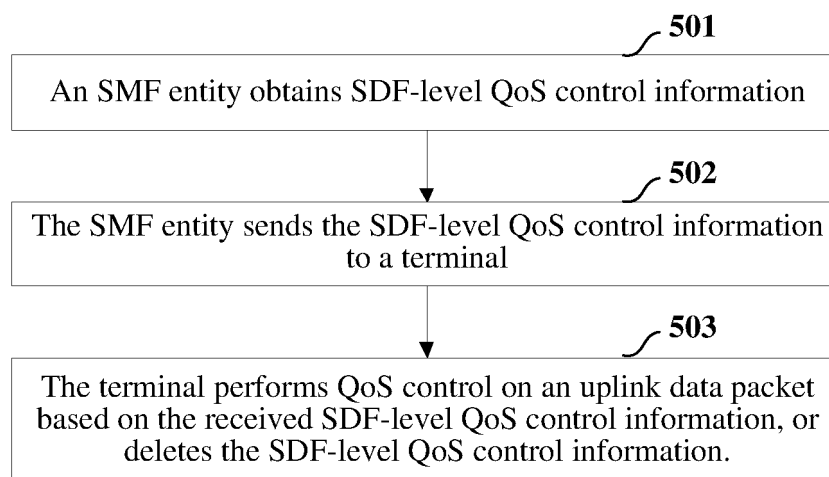 501
An SMF entity obtains SDF-level QoS control information
502
The SMF entity sends the SDF-level QoS control information
to a terminal
503
The terminal performs QoS control on an uplink data packet
based on the received SDF-level QoS control information, or
deletes the SDF-level QoS control information.